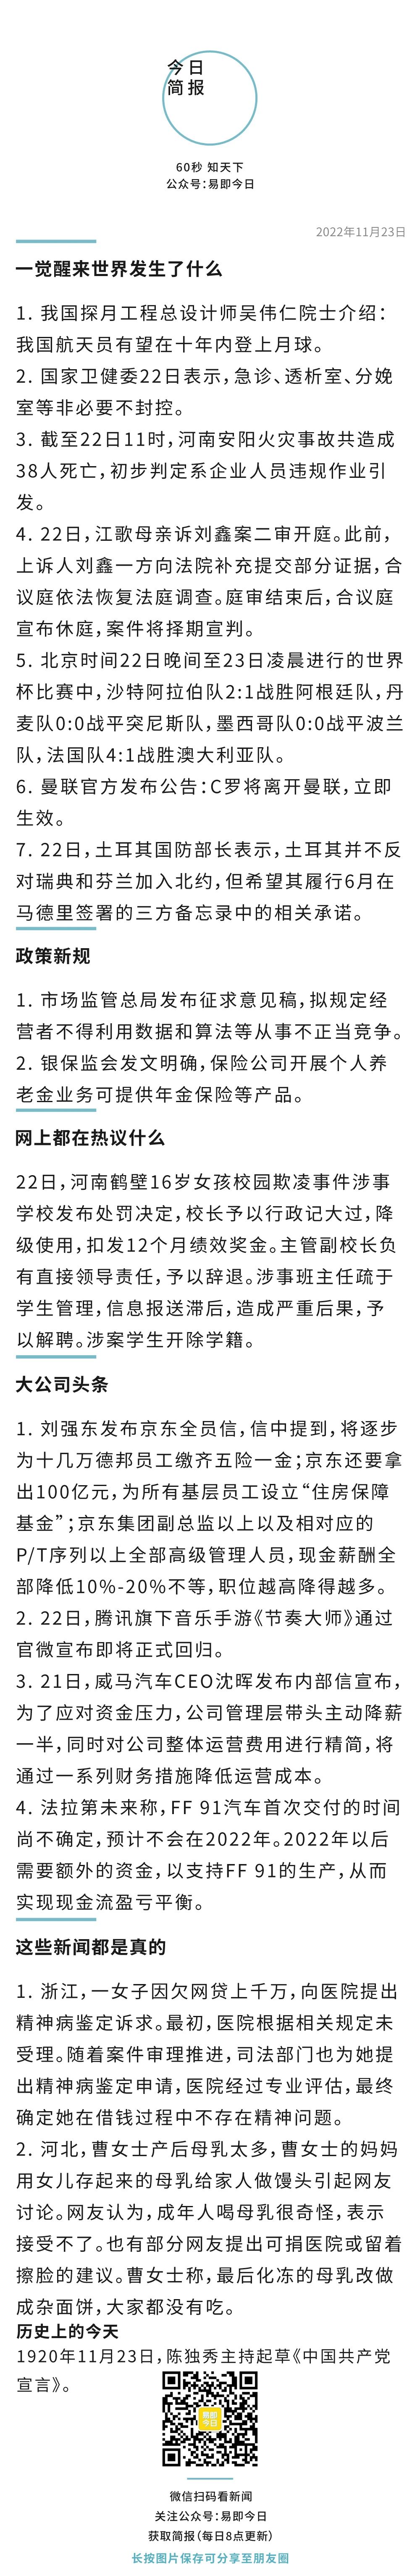 今日
简报
60秒 知天下
公众号：易即今日
2022年11月23日
一觉醒来世界发生了什么
1. 我国探月工程总设计师吴伟仁院士介绍：
我国航天员有望在十年内登上月球。
2. 国家卫健委22日表示，急诊、透析室、分娩
室等非必要不封控。
3. 截至22日11时，河南安阳火灾事故共造成
38人死亡，初步判定系企业人员违规作业引
发。
4. 22日，江歌母亲诉刘鑫案二审开庭。此前，
上诉人刘鑫一方向法院补充提交部分证据，合
议庭依法恢复法庭调查。庭审结束后，合议庭
宣布休庭，案件将择期宣判。
5. 北京时间22日晚间至23日凌晨进行的世界
杯比赛中，沙特阿拉伯队2:1战胜阿根廷队，丹
麦队0:0战平突尼斯队，墨西哥队0:0战平波兰
队，法国队4:1战胜澳大利亚队。
6. 曼联官方发布公告：C罗将离开曼联，立即
生效。
7. 22日，土耳其国防部长表示，土耳其并不反
对瑞典和芬兰加入北约，但希望其履行6月在
马德里签署的三方备忘录中的相关承诺。
政策新规
1. 市场监管总局发布征求意见稿，拟规定经
营者不得利用数据和算法等从事不正当竞争。
2. 银保监会发文明确，保险公司开展个人养
老金业务可提供年金保险等产品。
网上都在热议什么
22日，河南鹤壁16岁女孩校园欺凌事件涉事
学校发布处罚决定，校长予以行政记大过，降
级使用，扣发12个月绩效奖金。主管副校长负
有直接领导责任，予以辞退。涉事班主任疏于
学生管理，信息报送滞后，造成严重后果，予
以解聘。涉案学生开除学籍。
大公司头条
1. 刘强东发布京东全员信，信中提到，将逐步
为十几万德邦员工缴齐五险一金；京东还要拿
出100亿元，为所有基层员工设立“住房保障
基金”；京东集团副总监以上以及相对应的
P/T序列以上全部高级管理人员，现金薪酬全
部降低10%-20%不等，职位越高降得越多。
2. 22日，腾讯旗下音乐手游《节奏大师》通过
官微宣布即将正式回归。
3. 21日，威马汽车CEO沈晖发布内部信宣布，
为了应对资金压力，公司管理层带头主动降薪
一半，同时对公司整体运营费用进行精简，将
通过一系列财务措施降低运营成本。
4. 法拉第未来称，FF 91汽车首次交付的时间
尚不确定，预计不会在2022年。2022年以后
需要额外的资金，以支持FF 91的生产，从而
实现现金流盈亏平衡。
这些新闻都是真的
1. 浙江，一女子因欠网贷上千万，向医院提出
精神病鉴定诉求。最初，医院根据相关规定未
受理。随着案件审理推进，司法部门也为她提
出精神病鉴定申请，医院经过专业评估，最终
确定她在借钱过程中不存在精神问题。
2. 河北，曹女士产后母乳太多，曹女士的妈妈
用女儿存起来的母乳给家人做馒头引起网友
讨论。网友认为，成年人喝母乳很奇怪，表示
接受不了。也有部分网友提出可捐医院或留着
擦脸的建议。曹女士称，最后化冻的母乳改做
成杂面饼，大家都没有吃。
历史上的今天
1920年11月23日，陈独秀主持起草《中国共产党
宣言》。
易即
今日
微信扫码看新闻
关注公众号：易即今日
获取简报（每日8点更新）
长按图片保存可分享至朋友圈